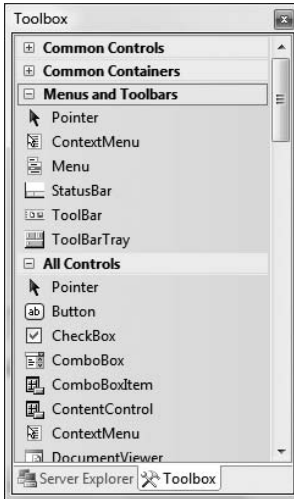 Toolbox
Common Controls
Common Containers
Menus and Toolbars
Pointer
ContextMenu
Menu
StatusBar
ToolBar
ToolBarTray
All Controls
Pointer
ab Button
CheckBox
ComboBox
ComboBoxItem
ContentControl
ContextMenu
DocumentViewer
Server Explorer Toolbox